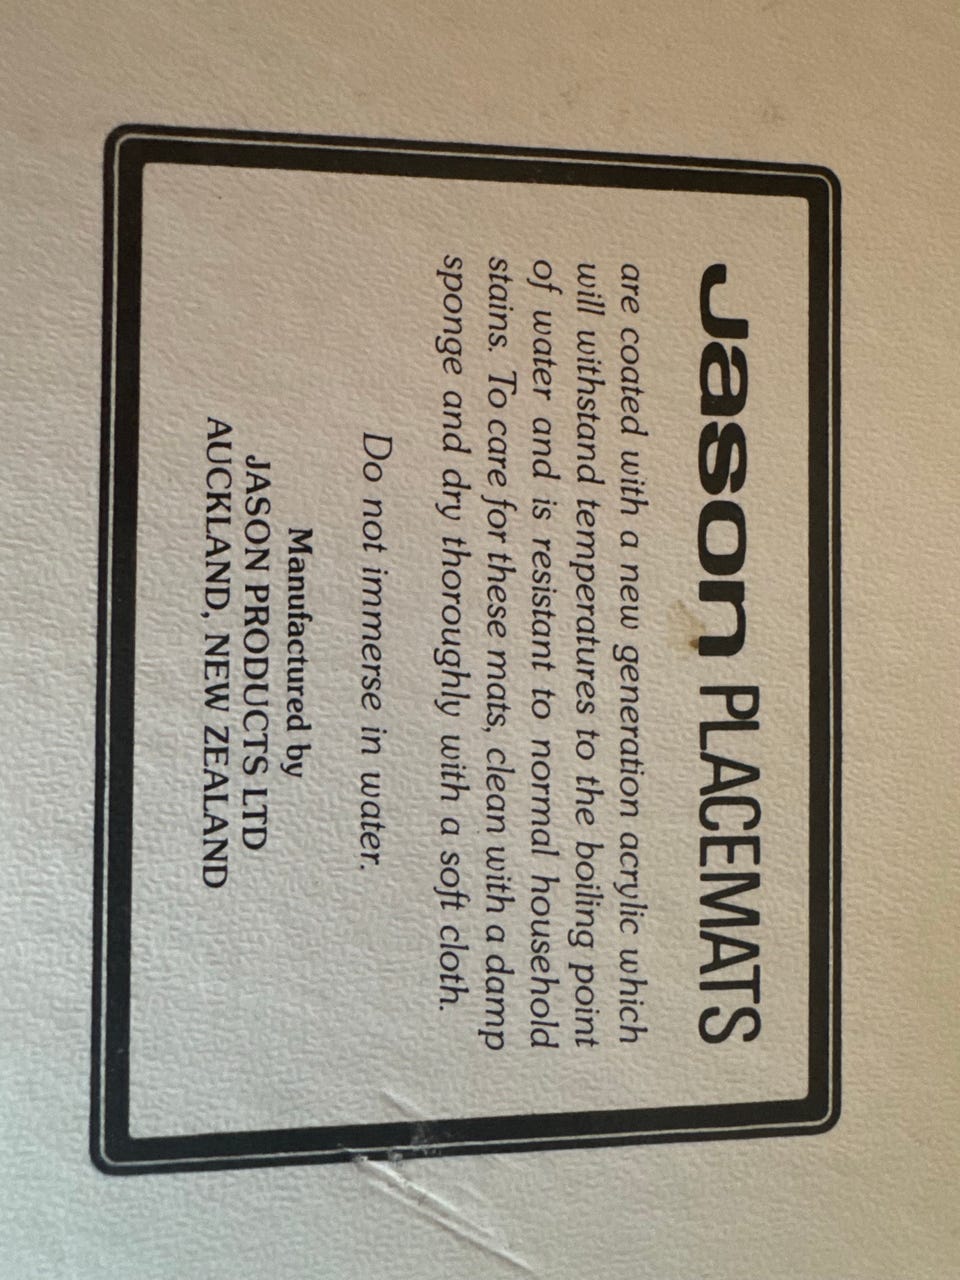 Jason PLACEMATS
are coated with a new generation acrylic which
will withstand temperatures to the boiling point
of water and is resistant to normal household
stains. To care for these mats, clean with a damp
sponge and dry thoroughly with a soft cloth.
Do not immerse in water.
Manufactured by
JASON PRODUCTS LTD
AUCKLAND, NEW ZEALAND